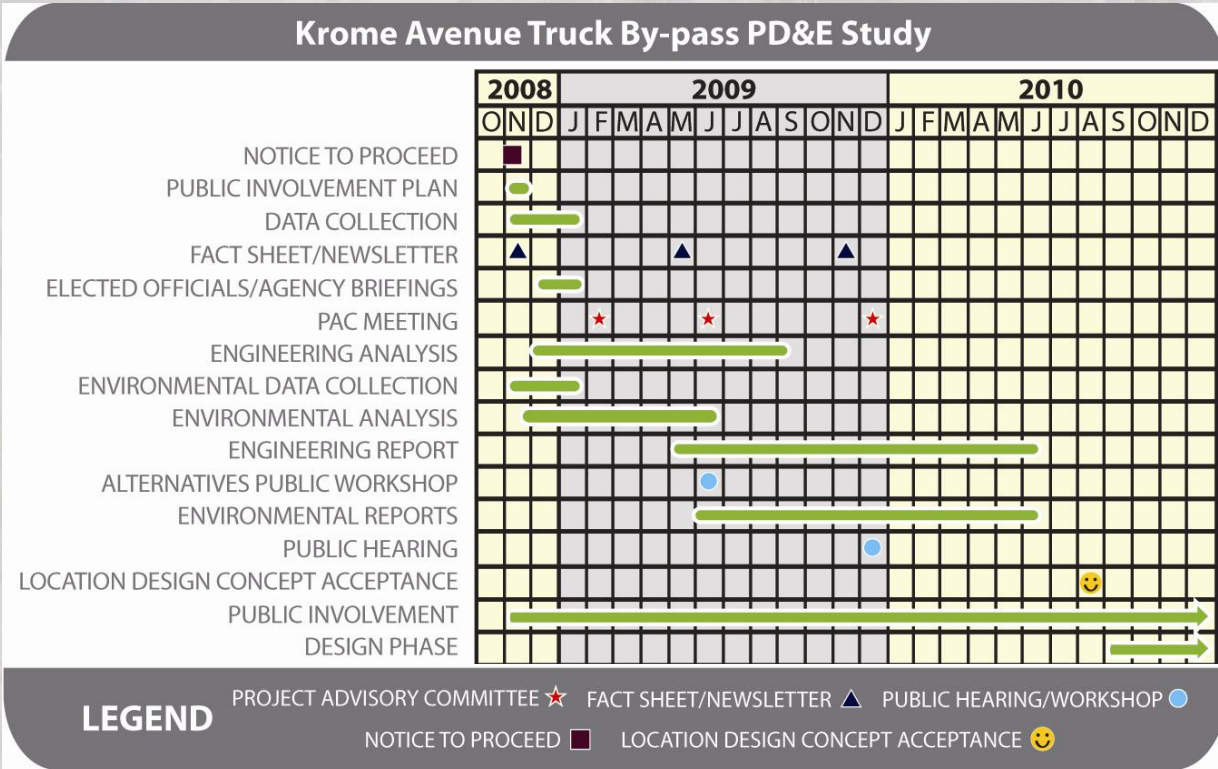 Krome Avenue Truck By-pass PD&E Study
2008 2009 2010
O N D J F M A M J J A S O N D J F M A M J J A S O N D
NOTICE TO PROCEED
PUBLIC INVOLVEMENT PLAN
DATA COLLECTION
FACT SHEET/NEWSLETTER
ELECTED OFFICIALS/AGENCY BRIEFINGS
PAC MEETING
ENGINEERING ANALYSIS
ENVIRONMENTAL DATA COLLECTION
ENVIRONMENTAL ANALYSIS
ENGINEERING REPORT
ALTERNATIVES PUBLIC WORKSHOP
ENVIRONMENTAL REPORTS
PUBLIC HEARING
LOCATION DESIGN CONCEPT ACCEPTANCE
PUBLIC INVOLVEMENT
DESIGN PHASE
LEGEND
PROJECT ADVISORY COMMITTEE FACT SHEET/NEWSLETTER PUBLIC HEARING/WORKSHOP
NOTICE TO PROCEED LOCATION DESIGN CONCEPT ACCEPTANCE